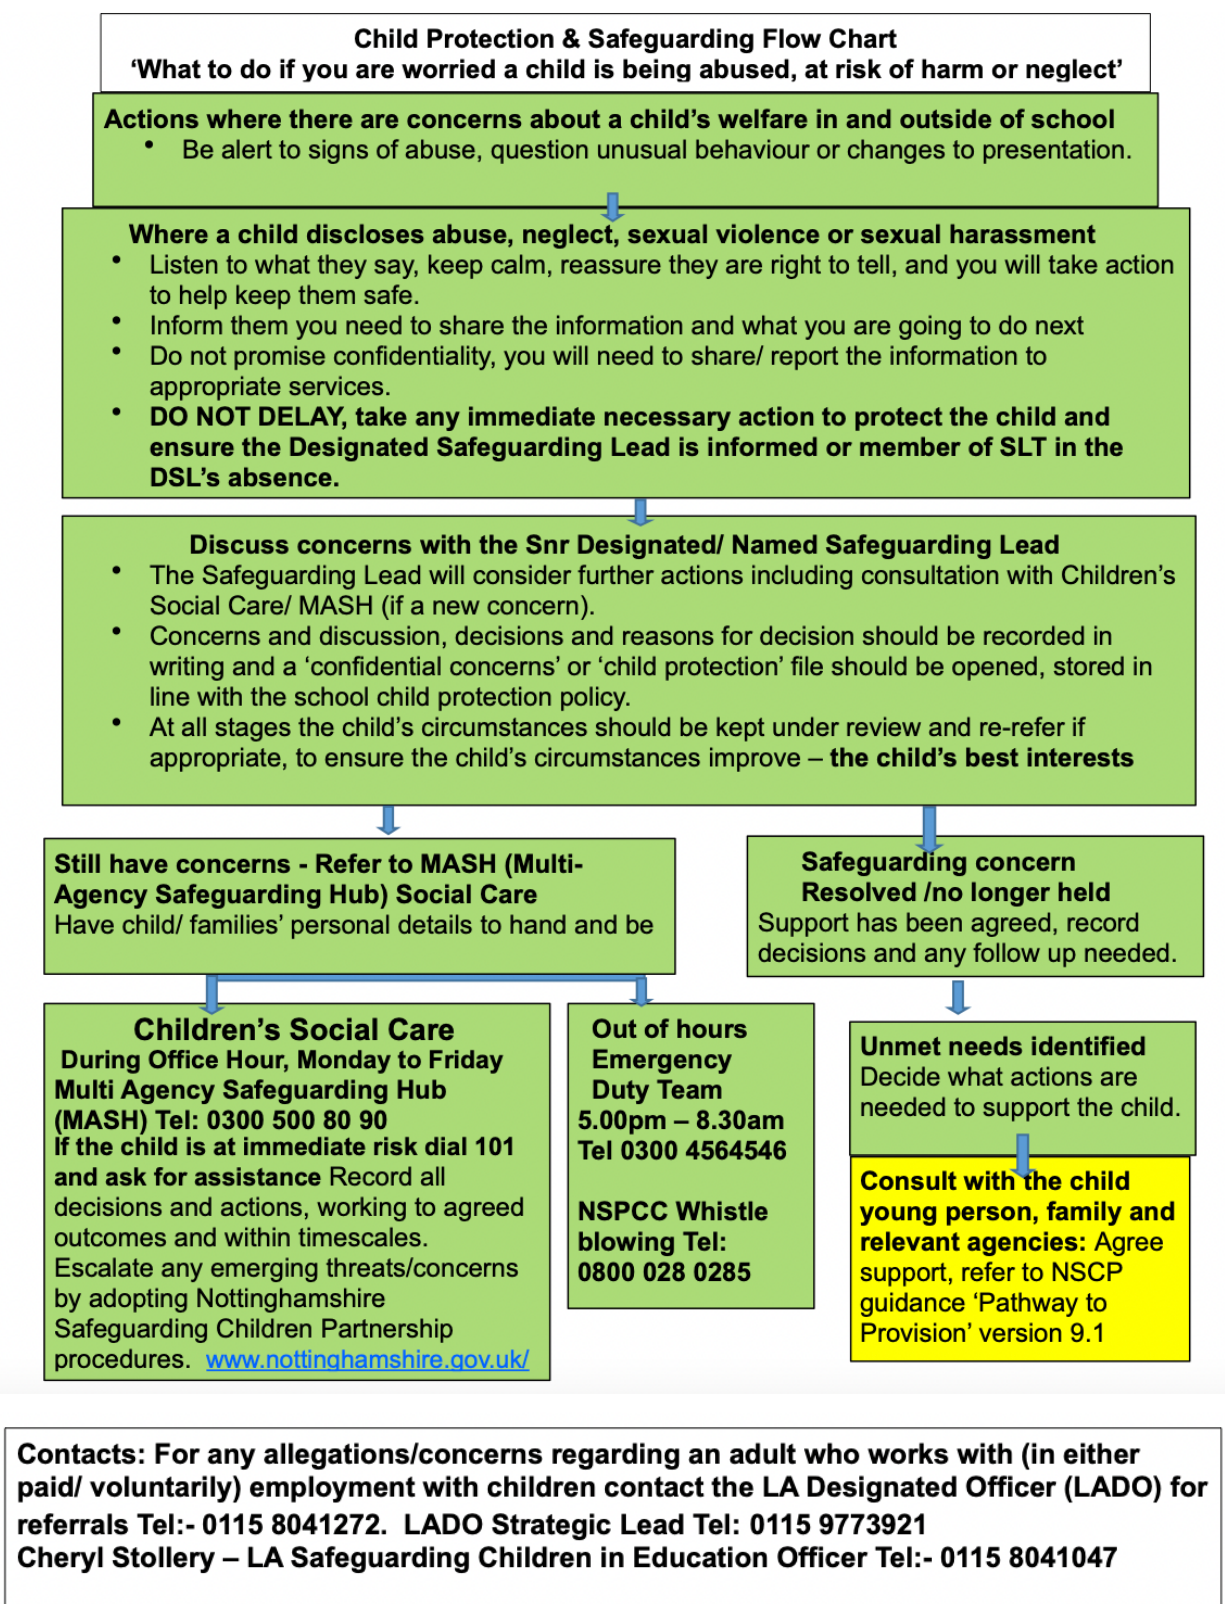 Child Protection & Safeguarding Flow Chart
‘What to do if you are worried a child is being abused, at risk of harm or neglect’
Actions where there are concerns about a child’s welfare in and outside of school
• Be alert to signs of abuse, question unusual behaviour or changes to presentation.
Where a child discloses abuse, neglect, sexual violence or sexual harassment
• Listen to what they say, keep calm, reassure they are right to tell, and you will take action
to help keep them safe.
• Inform them you need to share the information and what you are going to do next
• Do not promise confidentiality, you will need to share/ report the information to
appropriate services.
• DO NOT DELAY, take any immediate necessary action to protect the child and
ensure the Designated Safeguarding Lead is informed or member of SLT in the
DSL’s absence.
Discuss concerns with the Snr Designated/ Named Safeguarding Lead
• The Safeguarding Lead will consider further actions including consultation with Children’s
Social Care/ MASH (if a new concern).
• Concerns and discussion, decisions and reasons for decision should be recorded in
writing and a ‘confidential concerns’ or ‘child protection’ file should be opened, stored in
line with the school child protection policy.
• At all stages the child’s circumstances should be kept under review and re-refer if
appropriate, to ensure the child’s circumstances improve – the child’s best interests
Still have concerns - Refer to MASH (Multi-
Agency Safeguarding Hub) Social Care
Have child/ families’ personal details to hand and be
Safeguarding concern
Resolved /no longer held
Support has been agreed, record
decisions and any follow up needed.
Children’s Social Care
During Office Hour, Monday to Friday
Multi Agency Safeguarding Hub
(MASH) Tel: 0300 500 80 90
If the child is at immediate risk dial 101
and ask for assistance Record all
decisions and actions, working to agreed
outcomes and within timescales.
Escalate any emerging threats/concerns
by adopting Nottinghamshire
Safeguarding Children Partnership
procedures. www.nottinghamshire.gov.uk/
Out of hours
Emergency
Duty Team
5.00pm – 8.30am
Tel 0300 4564546
NSPCC Whistle
blowing Tel:
0800 028 0285
Unmet needs identified
Decide what actions are
needed to support the child.
Consult with the child
young person, family and
relevant agencies: Agree
support, refer to NSCP
guidance ‘Pathway to
Provision’ version 9.1
Contacts: For any allegations/concerns regarding an adult who works with (in either
paid/ voluntarily) employment with children contact the LA Designated Officer (LADO) for
referrals Tel:- 0115 8041272. LADO Strategic Lead Tel: 0115 9773921
Cheryl Stollery – LA Safeguarding Children in Education Officer Tel:- 0115 8041047